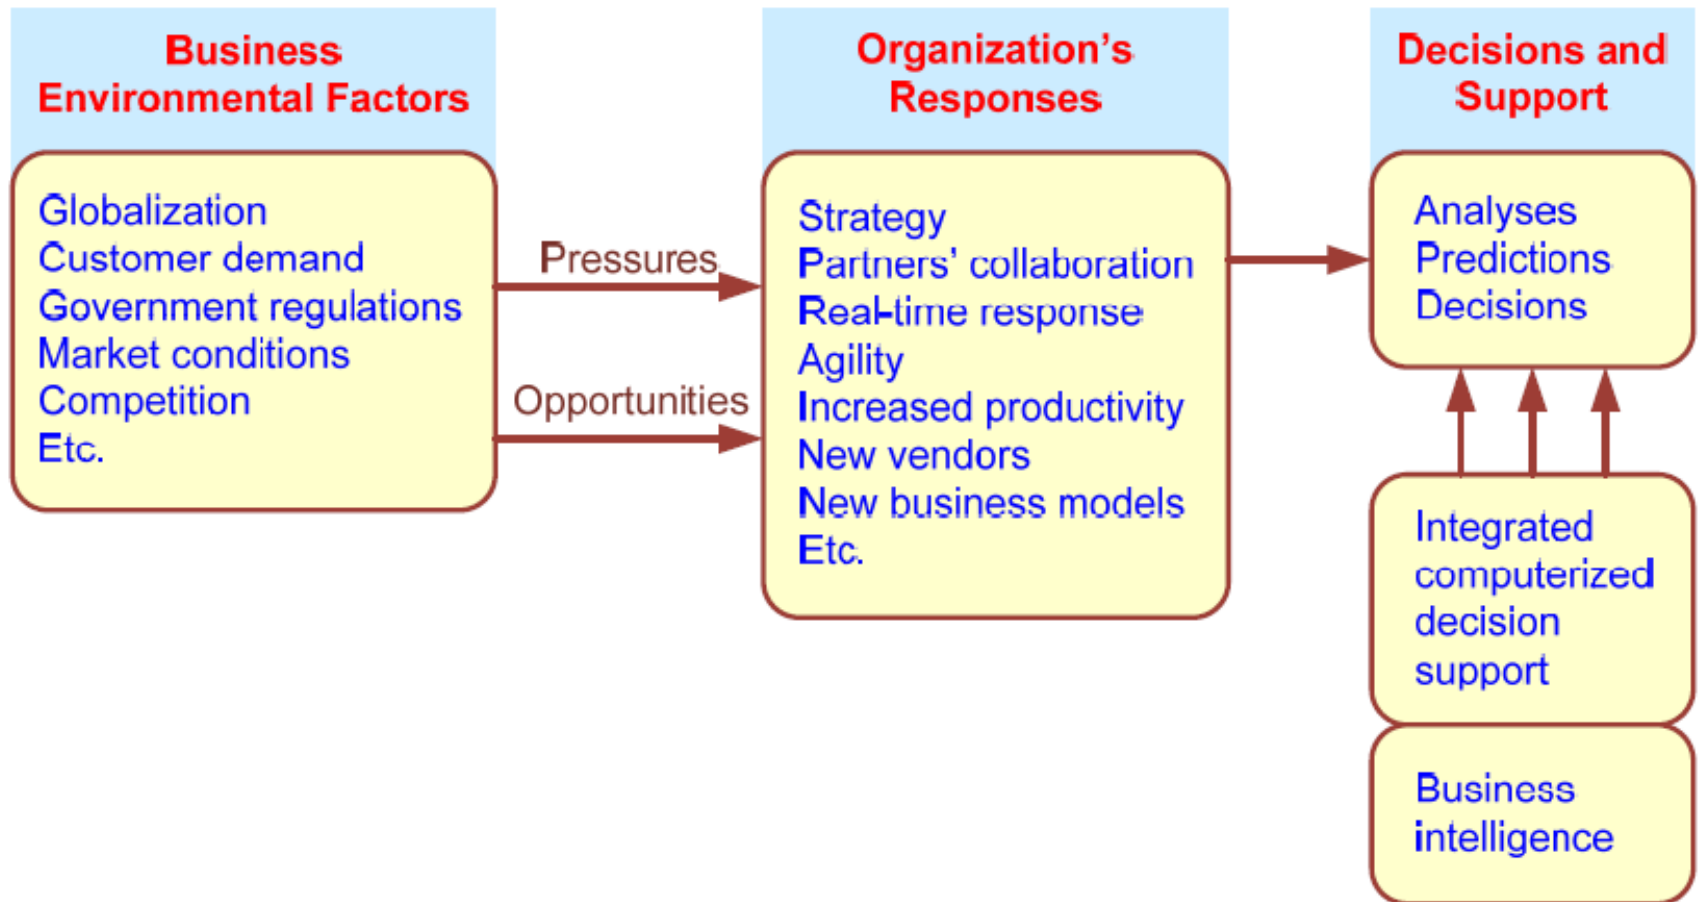 Business
Environmental Factors
Globalization
Customer demand
Government regulations
Market conditions
Competition
Etc.
Pressures
Opportunities
Organization's
Responses
Strategy
Partners' collaboration
Real-time response
Agility
Increased productivity
New vendors
New business models
Etc.
Decisions and
Support
Analyses
Predictions
Decisions
Integrated
computerized
decision
support
Business
intelligence